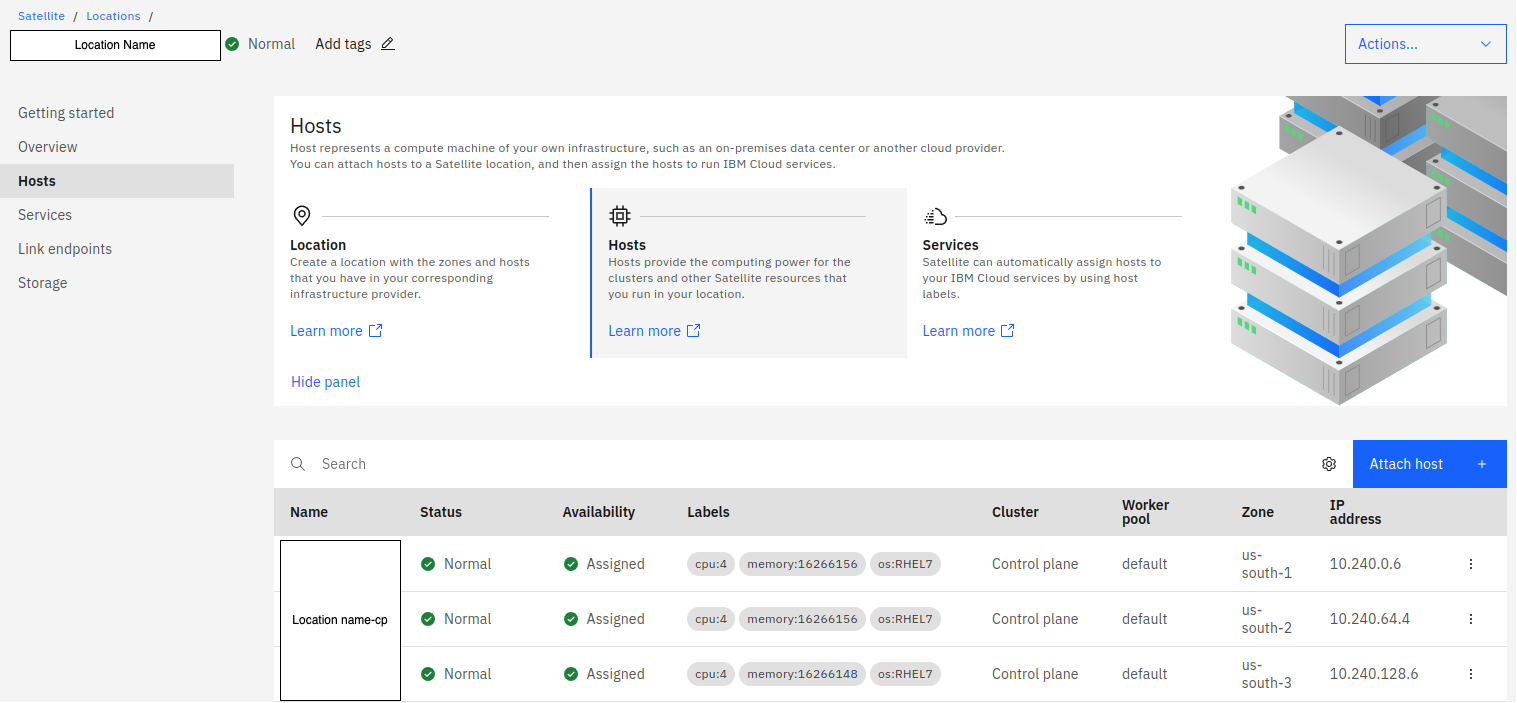 Satellite / Locations /
Location Name Normal Add tags Actions...
Getting started
Overview
Hosts
Services
Link endpoints
Storage
Hosts
Host represents a compute machine of your own infrastructure, such as an on-premises data center or another cloud provider.
You can attach hosts to a Satellite location, and then assign the hosts to run IBM Cloud services.
Location
Create a location with the zones and hosts
that you have in your corresponding
infrastructure provider.
Learn more
Hosts
Hosts provide the computing power for the
clusters and other Satellite resources that
you run in your location.
Learn more
Services
Satellite can automatically assign hosts to
your IBM Cloud services by using host
labels.
Learn more
Hide panel
Search Attach host +
Name Status Availability Labels Cluster Worker pool Zone IP address
Location name-cp
Normal Assigned cpu:4 memory:16266156 os:RHEL7 Control plane default us-south-1 10.240.0.6
Normal Assigned cpu:4 memory:16266156 os:RHEL7 Control plane default us-south-2 10.240.64.4
Normal Assigned cpu:4 memory:16266148 os:RHEL7 Control plane default us-south-3 10.240.128.6